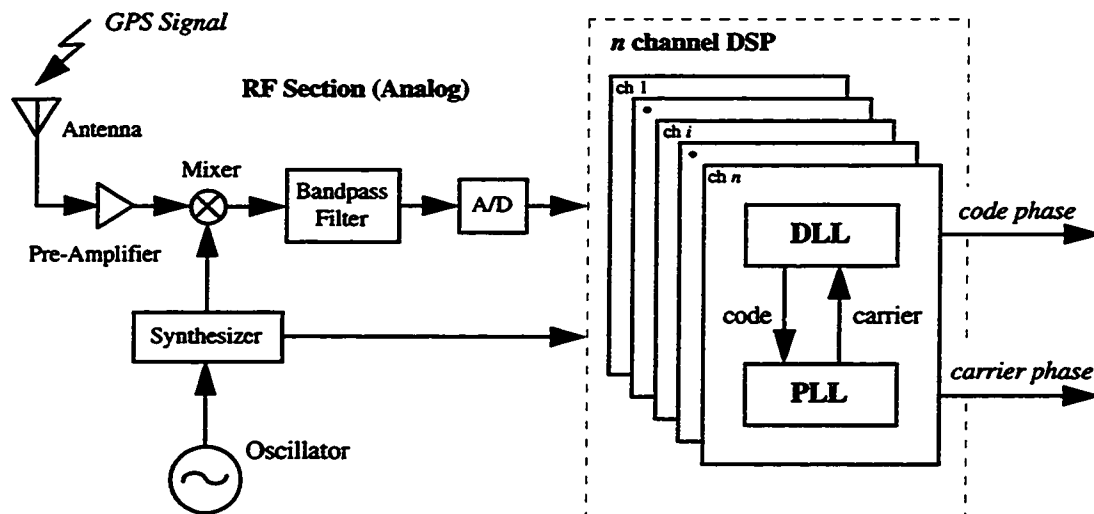 GPS Signal
n channel DSP
RF Section (Analog)
ch 1
ch i
ch n
Antenna
Mixer
Bandpass
Filter
A/D
Pre-Amplifier
DLL
code phase
code
carrier
Synthesizer
PLL
carrier phase
Oscillator